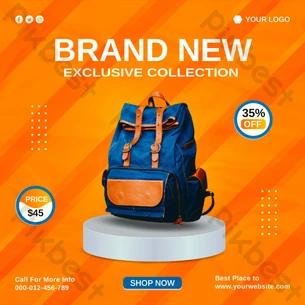 YOUR LOGO
BRAND NEW
EXCLUSIVE COLLECTION
35%
OFF
PRICE
$45
Call For More Info
000-012-456-789
SHOP NOW
Best Place to
www.yourwebsite.com